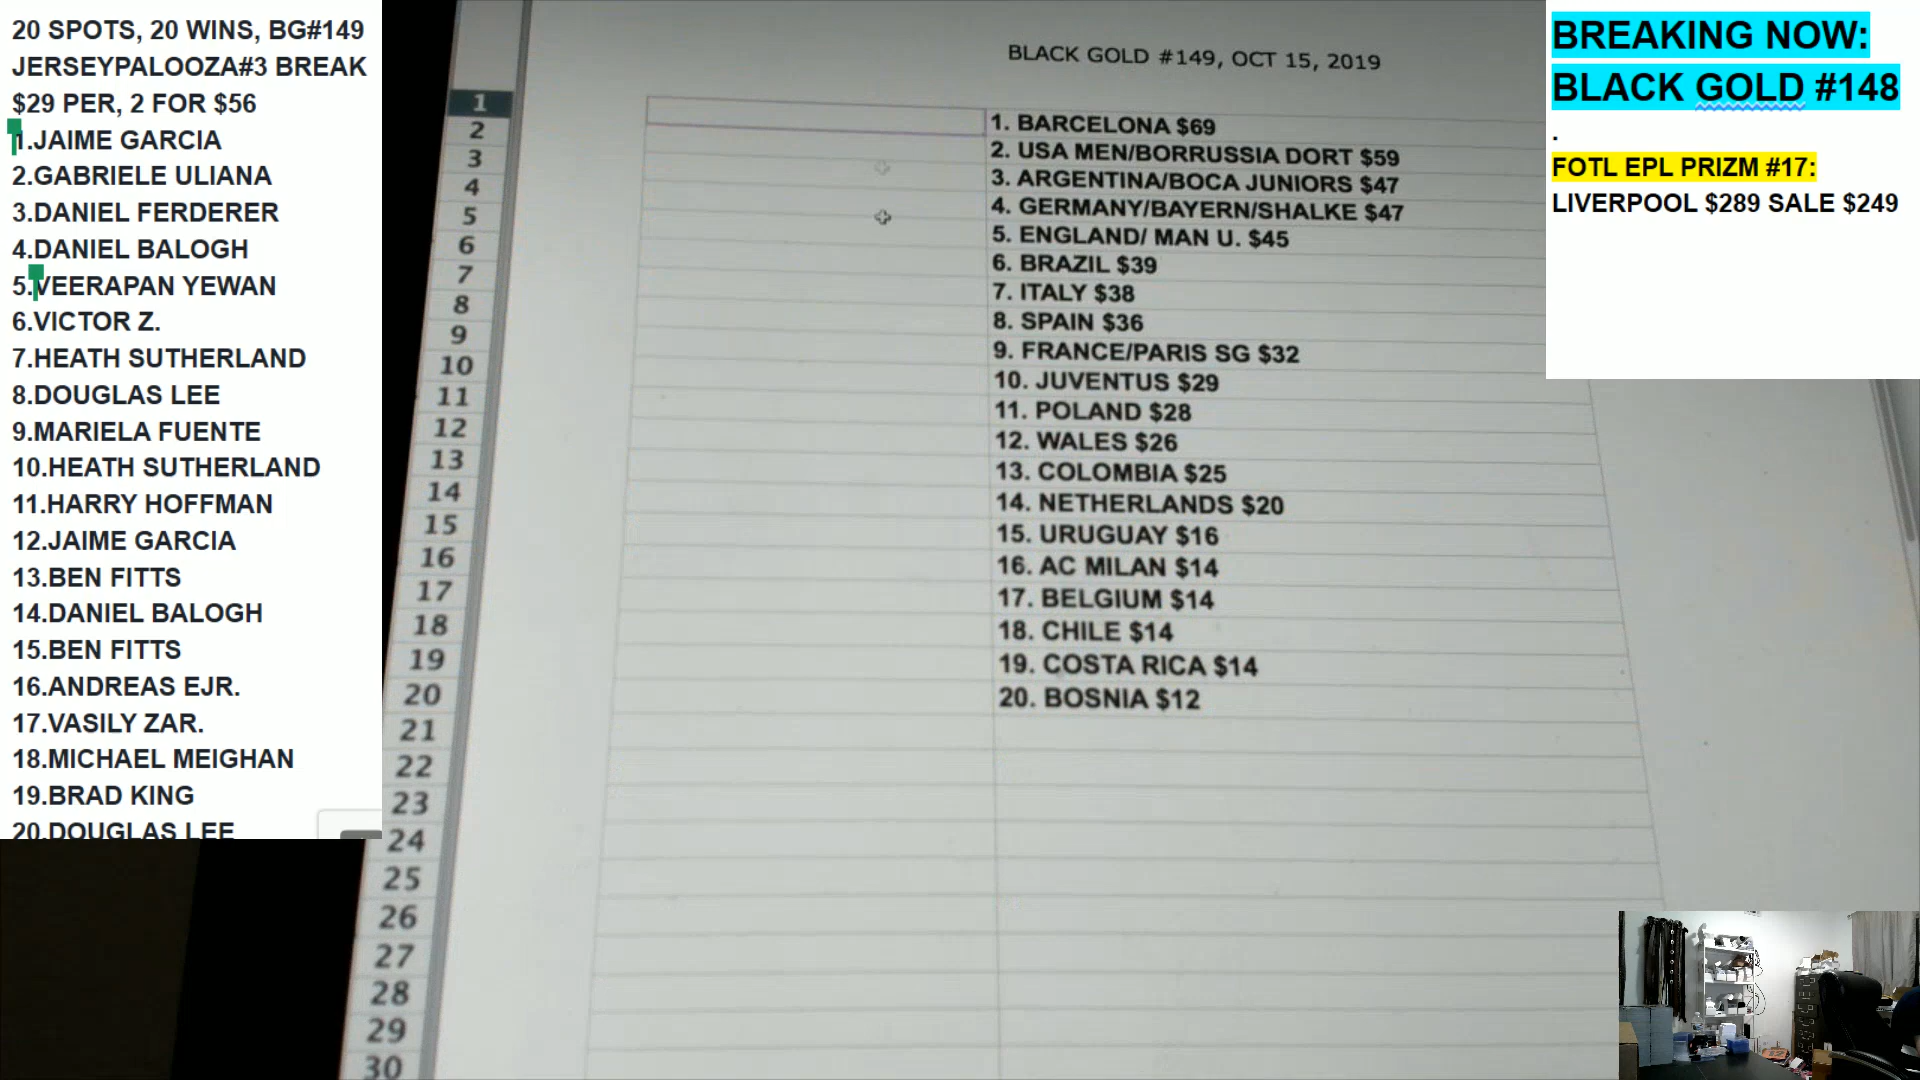 20 SPOTS, 20 WINS, BG#149
JERSEYPALOOZA#3 BREAK
$29 PER, 2 FOR $56
1.JAIME GARCIA
2.GABRIELE ULIANA
3.DANIEL FERDERER
4.DANIEL BALOGH
5.VEERAPAN YEWAN
6.VICTOR Z.
7.HEATH SUTHERLAND
8.DOUGLAS LEE
9.MARIELA FUENTE
10.HEATH SUTHERLAND
11.HARRY HOFFMAN
12.JAIME GARCIA
13.BEN FITTS
14.DANIEL BALOGH
15.BEN FITTS
16.ANDREAS EJR.
17.VASILY ZAR.
18.MICHAEL MEIGHAN
19.BRAD KING
20.DOUGLAS LEE
BLACK GOLD #149, OCT 15, 2019
1 1. BARCELONA $69
2 2. USA MEN/BORRUSSIA DORT $59
3 3. ARGENTINA/BOCA JUNIORS $47
4 4. GERMANY/BAYERN/SHALKE $47
5 5. ENGLAND/ MAN U. $45
6 6. BRAZIL $39
7 7. ITALY $38
8 8. SPAIN $36
9 9. FRANCE/PARIS SG $32
10 10. JUVENTUS $29
11 11. POLAND $28
12 12. WALES $26
13 13. COLOMBIA $25
14 14. NETHERLANDS $20
15 15. URUGUAY $16
16 16. AC MILAN $14
17 17. BELGIUM $14
18 18. CHILE $14
19 19. COSTA RICA $14
20 20. BOSNIA $12
21
22
23
24
25
26
27
28
29
30
BREAKING NOW:
BLACK GOLD #148
.
FOTL EPL PRIZM #17:
LIVERPOOL $289 SALE $249